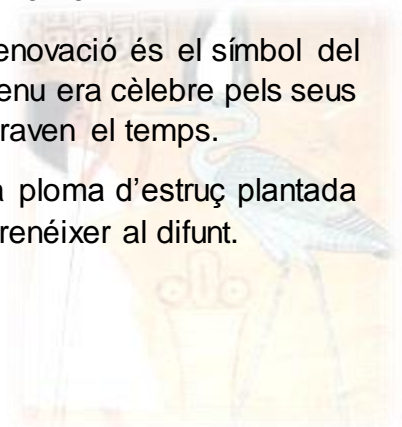 enovació és el símbol del
enu era cèlebre pels seus
raven el temps.
a ploma d'estruç plantada
renéixer al difunt.